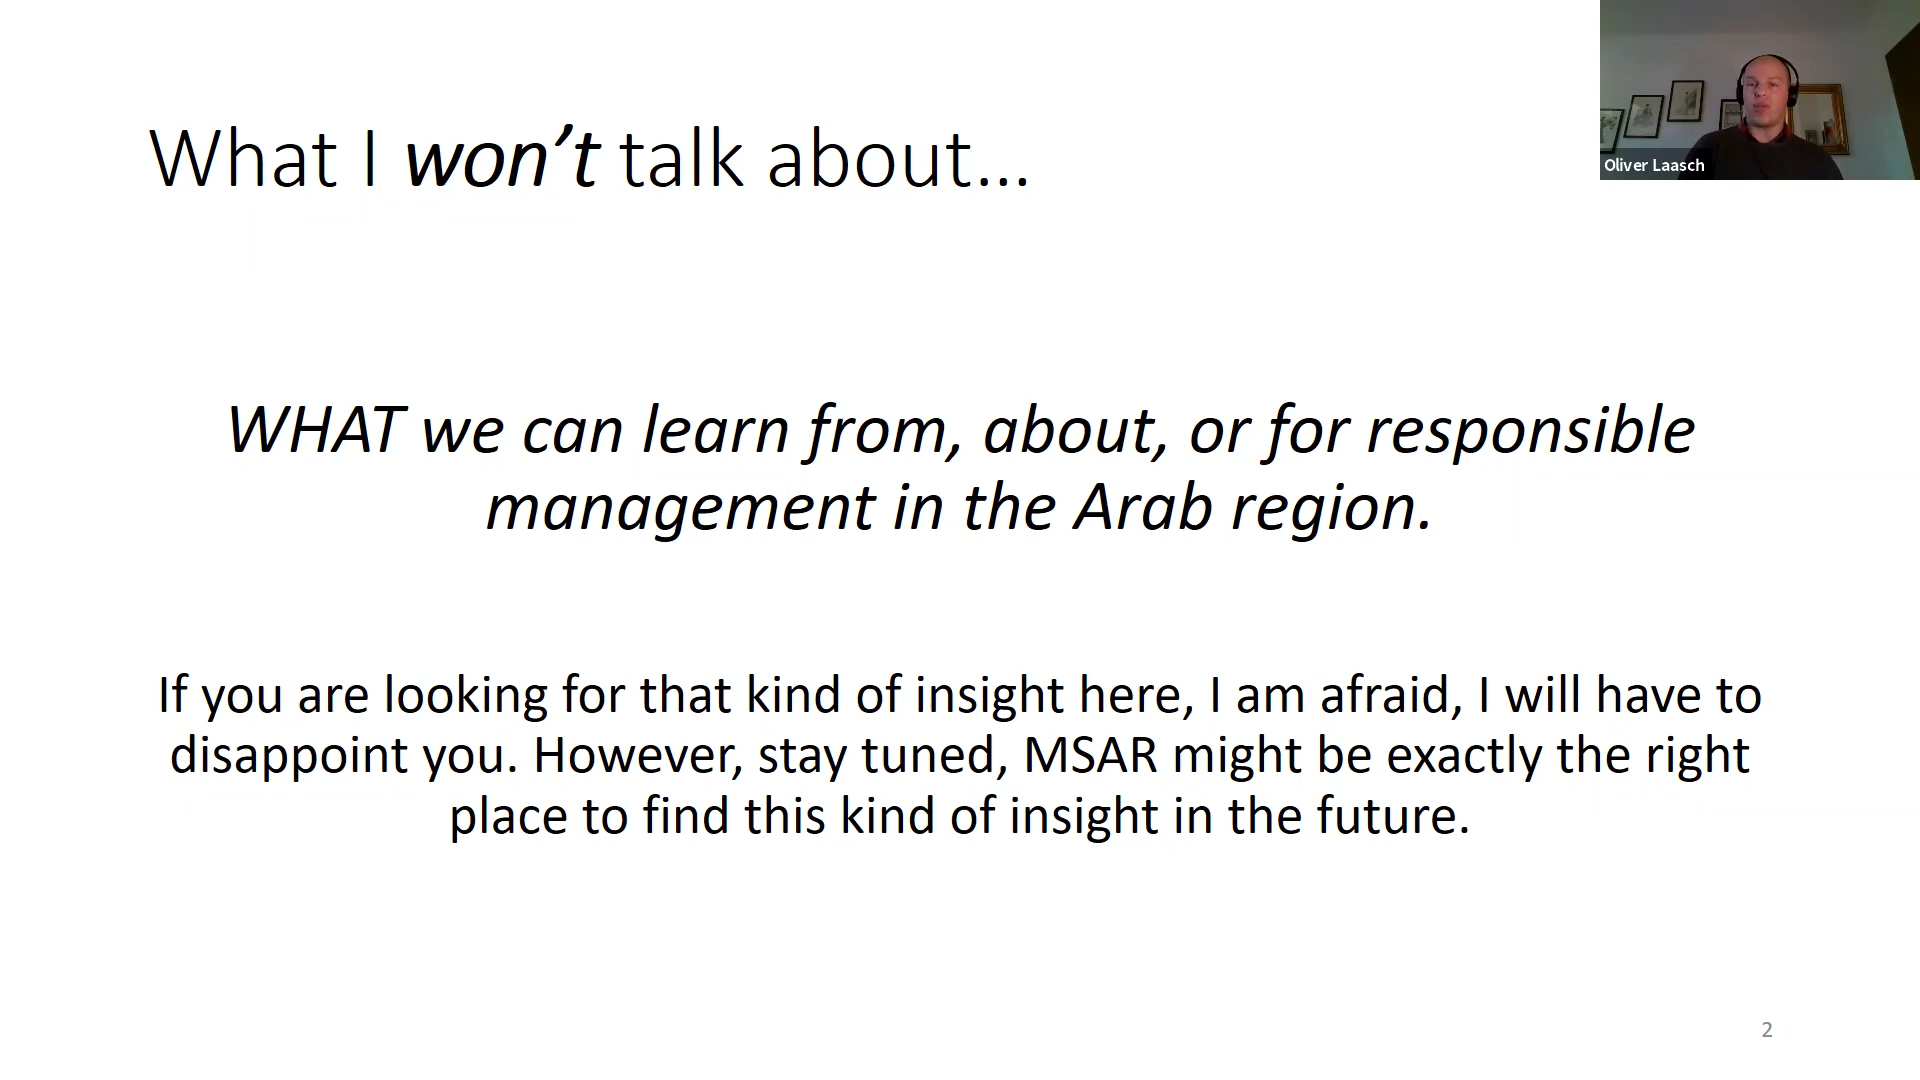 What I won’t talk about…
Oliver Laasch
WHAT we can learn from, about, or for responsible
management in the Arab region.
If you are looking for that kind of insight here, I am afraid, I will have to
disappoint you. However, stay tuned, MSAR might be exactly the right
place to find this kind of insight in the future.
2